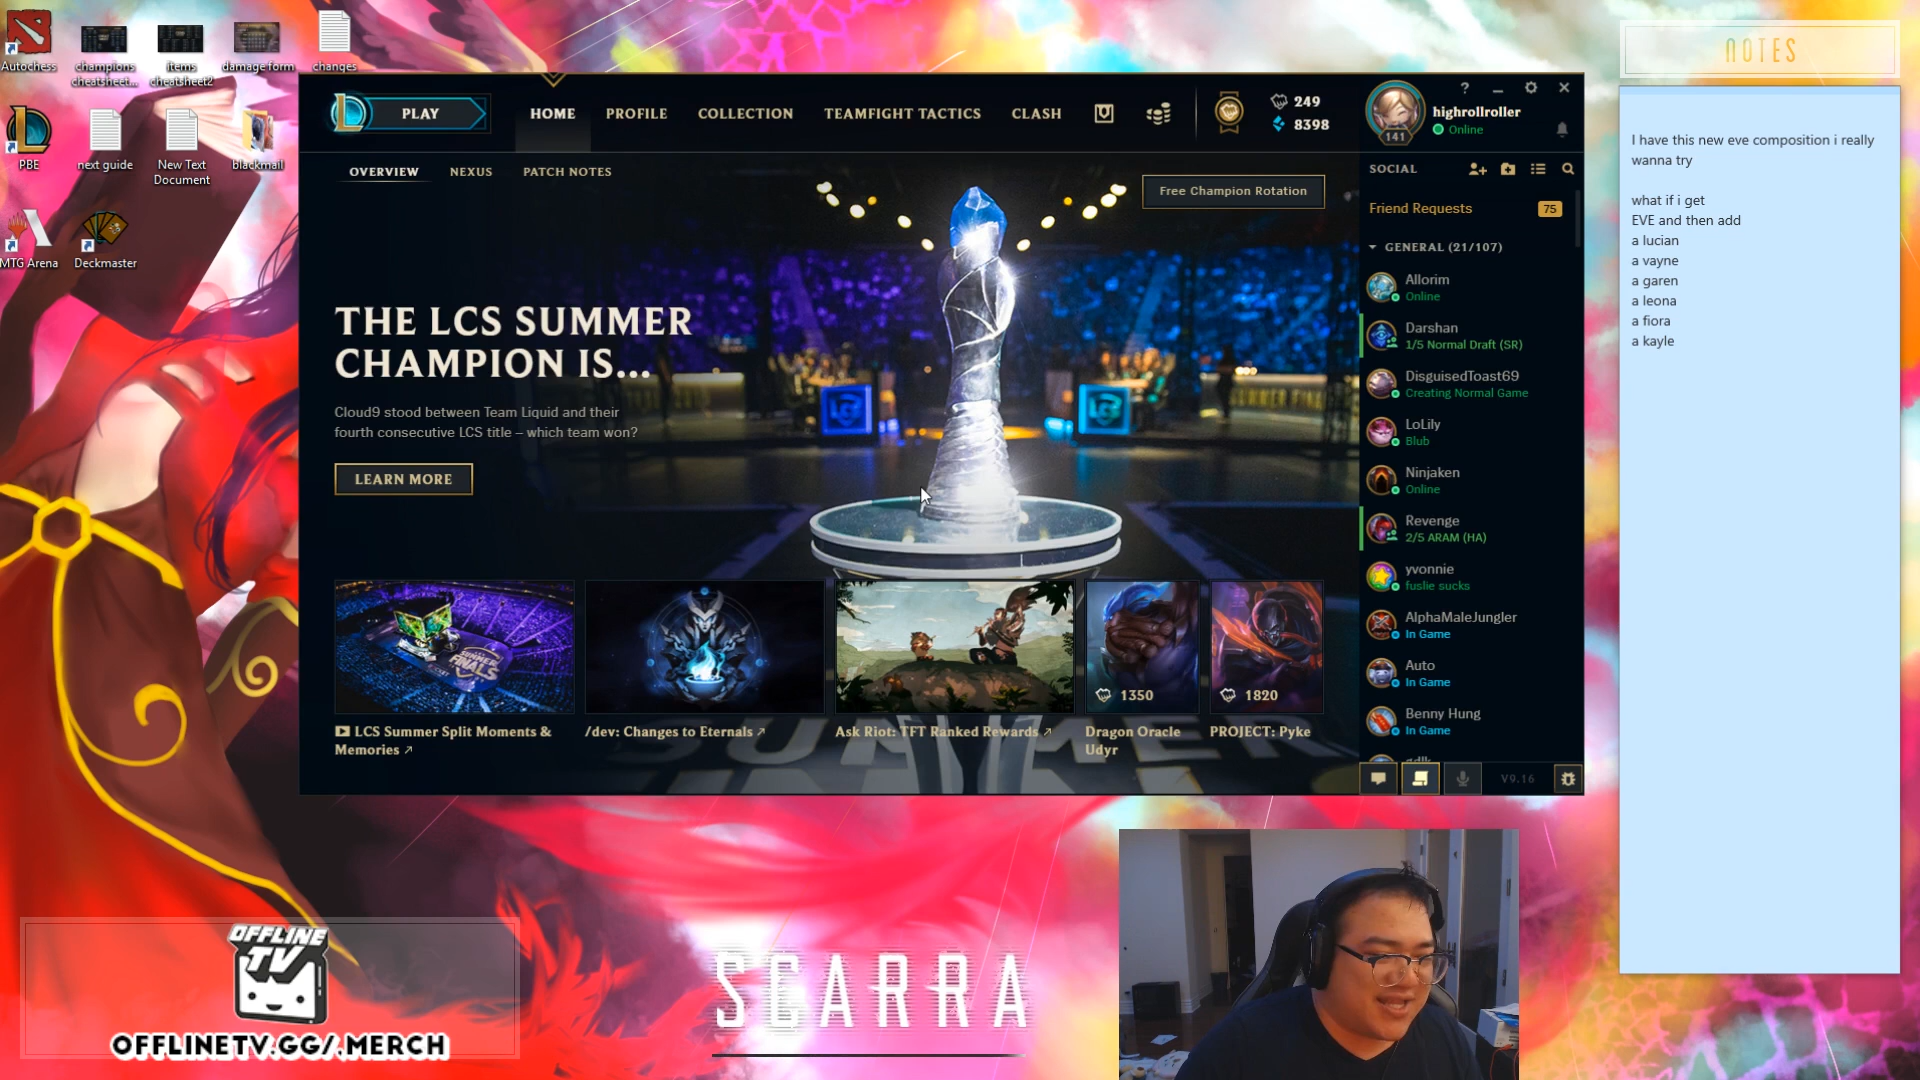 Autochess
champions
cheatsheet...
items
cheatsheet2
damage form
changes
PBE
next guide
New Text
Document
blackmail
MTG Arena
Deckmaster
PLAY
HOME
PROFILE
COLLECTION
TEAMFIGHT TACTICS
CLASH
249
8398
?
141
highrollroller
Online
OVERVIEW
NEXUS
PATCH NOTES
Free Champion Rotation
THE LCS SUMMER
CHAMPION IS...
Cloud9 stood between Team Liquid and their
fourth consecutive LCS title – which team won?
LEARN MORE
LCS
LCS
SUMMER
FINALS
LCS Summer Split Moments &
Memories
/dev: Changes to Eternals
Ask Riot: TFT Ranked Rewards
1350
Dragon Oracle
Udyr
1820
PROJECT: Pyke
SUMMER
SOCIAL
Friend Requests
75
GENERAL (21/107)
Allorim
Online
Darshan
1/5 Normal Draft (SR)
DisguisedToast69
Creating Normal Game
LoLily
Blub
Ninjaken
Online
Revenge
2/5 ARAM (HA)
yvonnie
fuslie sucks
AlphaMaleJungler
In Game
Auto
In Game
Benny Hung
In Game
V9.16
NOTES
I have this new eve composition i really
wanna try
what if i get
EVE and then add
a lucian
a vayne
a garen
a leona
a fiora
a kayle
OFFLINE
TV
OFFLINETV.GG/.MERCH
SCARRA